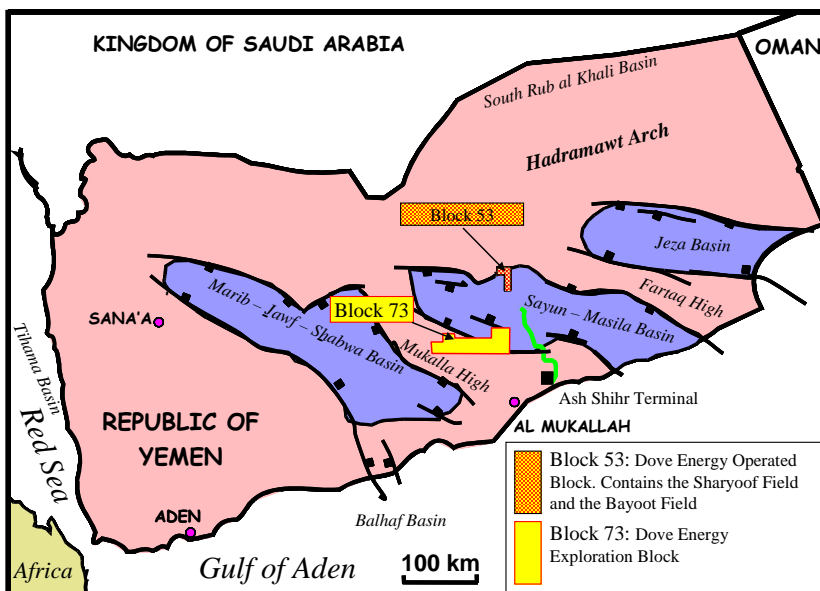 KINGDOM OF SAUDI ARABIA
OMAN
South Rub al Khali Basin
Hadramawt Arch
Block 53
Jeza Basin
Fartaq High
Marib – Jawf – Shabwa Basin
Block 73
Sayun – Masila Basin
SANA'A
Mukalla High
Tihama Basin
Red Sea
Ash Shihr Terminal
REPUBLIC OF
YEMEN
AL MUKALLAH
Block 53: Dove Energy Operated
Block. Contains the Sharyoof Field
and the Bayoot Field
ADEN
Balhaf Basin
Block 73: Dove Energy
Exploration Block
Africa
Gulf of Aden
100 km